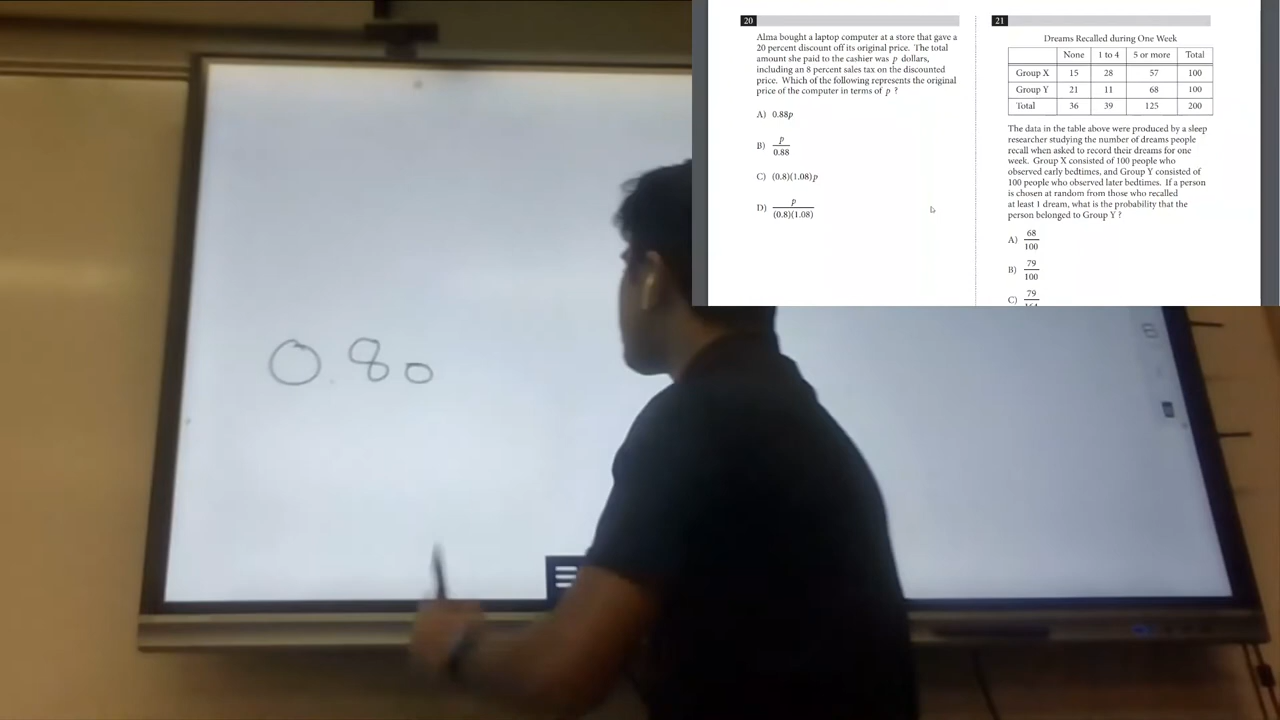 20
Alma bought a laptop computer at a store that gave a
20 percent discount off its original price. The total
amount she paid to the cashier was p dollars,
including an 8 percent sales tax on the discounted
price. Which of the following represents the original
price of the computer in terms of p ?
A) 0.88p
B) p/0.88
C) (0.8)(1.08)p
D) p/(0.8)(1.08)
21
Dreams Recalled during One Week
None 1 to 4 5 or more Total
Group X 15 28 57 100
Group Y 21 11 68 100
Total 36 39 125 200
The data in the table above were produced by a sleep
researcher studying the number of dreams people
recall when asked to record their dreams for one
week. Group X consisted of 100 people who
observed early bedtimes, and Group Y consisted of
100 people who observed later bedtimes. If a person
is chosen at random from those who recalled
at least 1 dream, what is the probability that the
person belonged to Group Y ?
A) 68/100
B) 79/100
C) 79
0.80